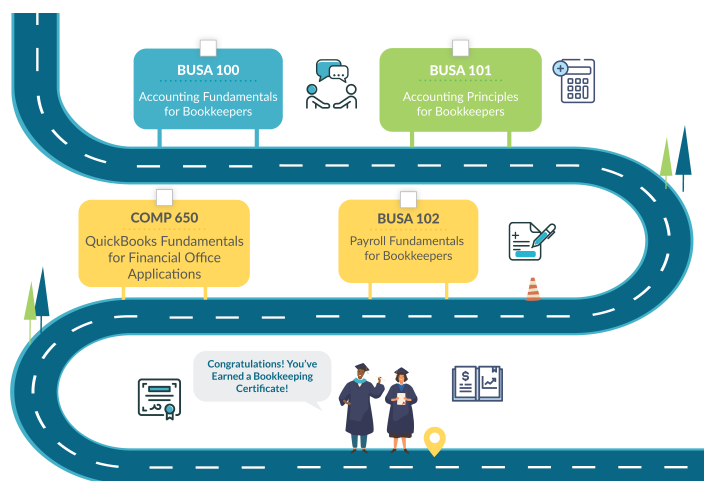 BUSA 100
Accounting Fundamentals
for Bookkeepers
BUSA 101
Accounting Principles
for Bookkeepers
BUSA 102
Payroll Fundamentals
for Bookkeepers
COMP 650
QuickBooks Fundamentals
for Financial Office
Applications
Congratulations! You've
Earned a Bookkeeping
Certificate!
$